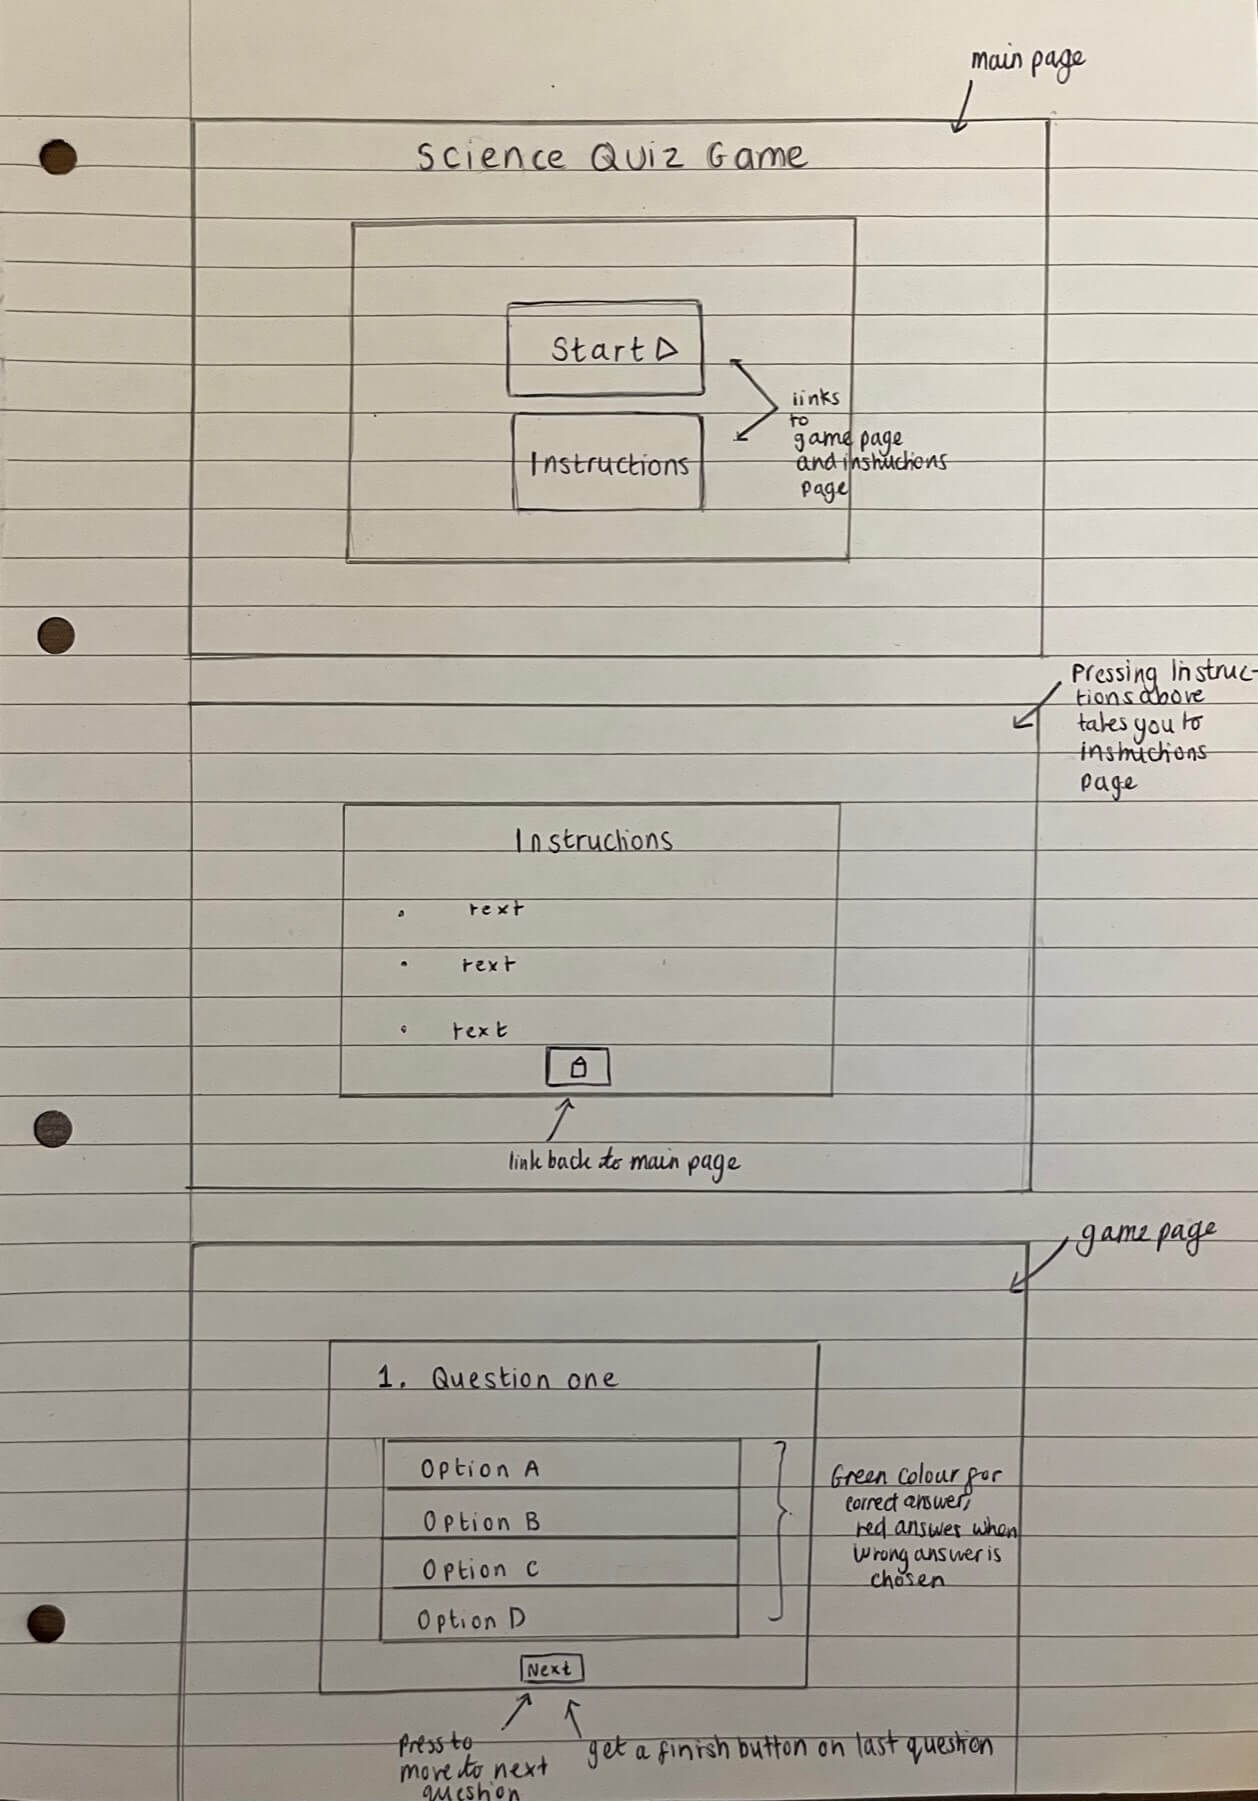 main page
Science Quiz Game
Start
Instructions
links
to
game page
and instructions
page
Pressing Instruc-
tions above
takes you to
instructions
page
Instructions
• text
• text
• text
link back to main page
game page
1. Question one
Option A
Option B
Option C
Option D
Green colour for
correct answer,
red answer when
wrong answer is
chosen
Next
press to
move to next
question
get a finish button on last question